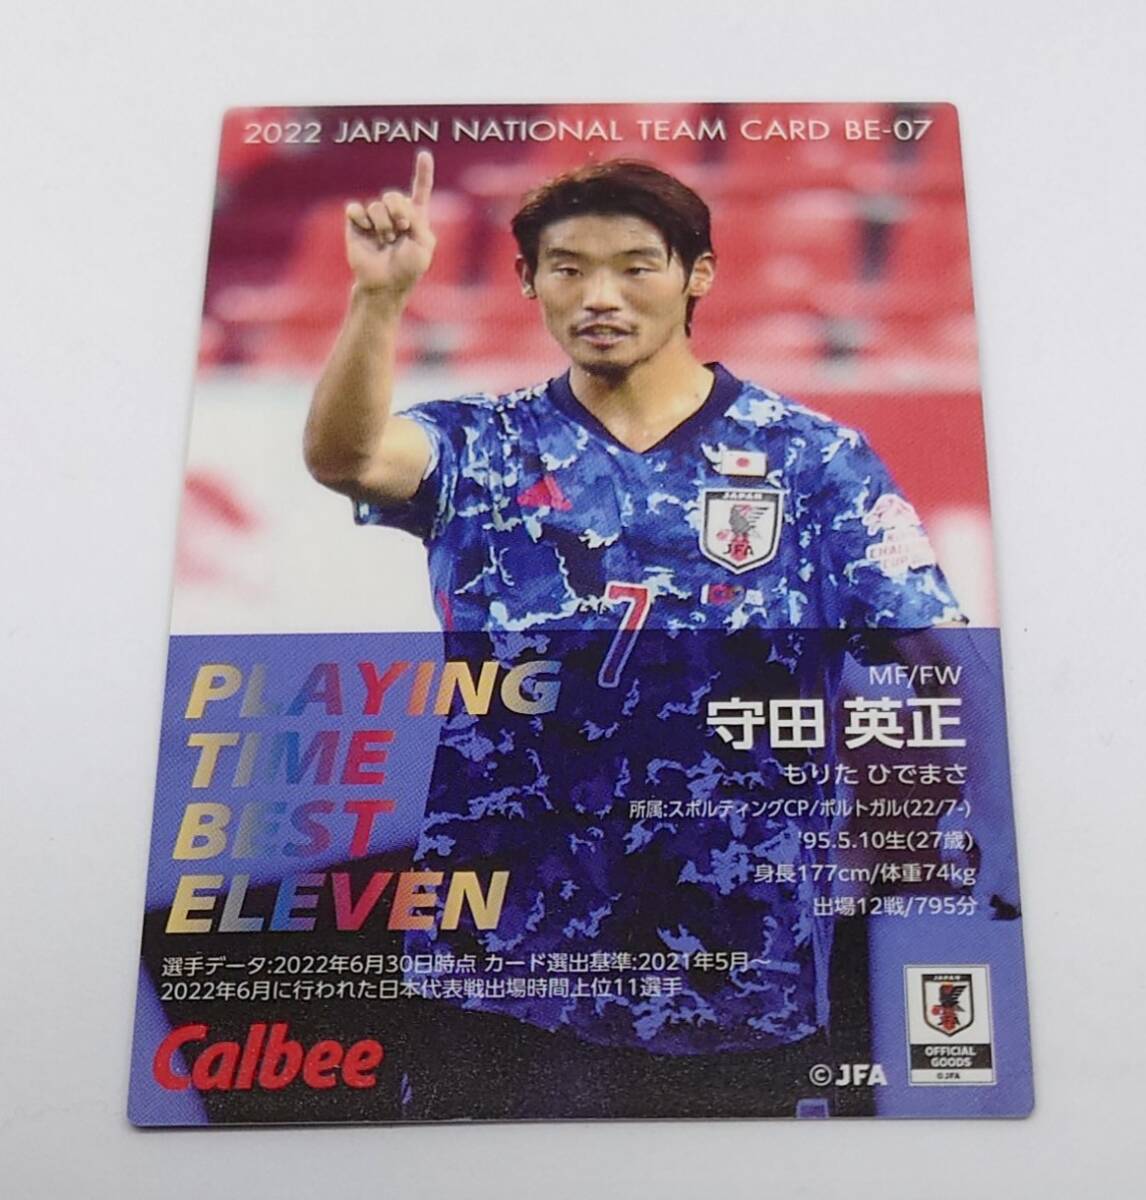 2022 JAPAN NATIONAL TEAM CARD BE-07
JAPAN
JFA
7
PLAYING
TIME
BEST
ELEVEN
MF/FW
守田 英正
もりた ひでまさ
所属:スポルティングCP/ポルトガル(22/7-)
'95.5.10生(27歳)
身長177cm/体重74kg
出場12戦/795分
選手データ:2022年6月30日時点 カード選出基準:2021年5月～
2022年6月に行われた日本代表戦出場時間上位11選手
Calbee
©JFA
JAPAN
JFA
OFFICIAL
GOODS
©JFA